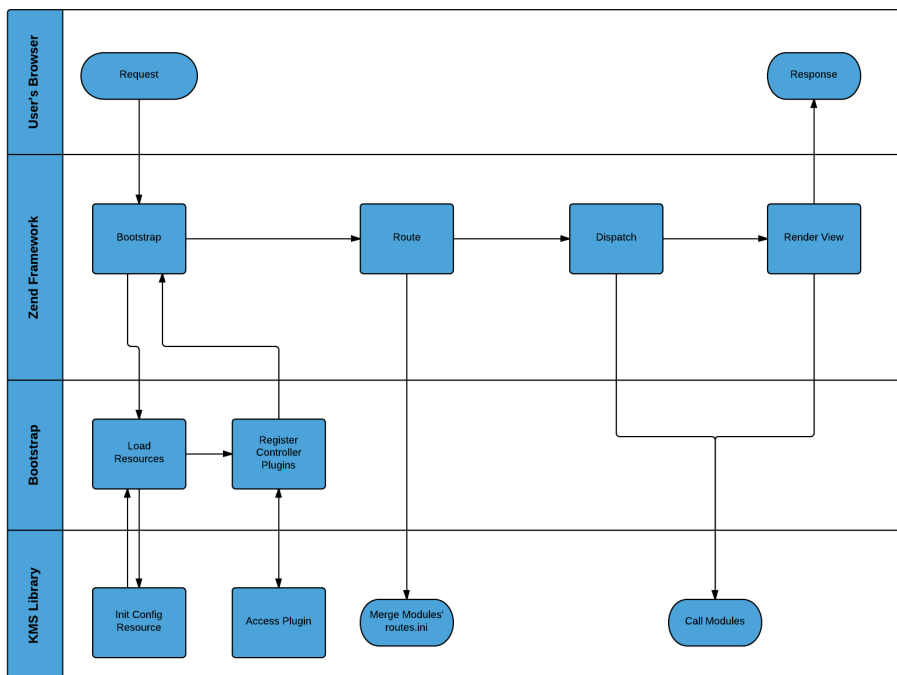 User's Browser
Request
Response
Zend Framework
Bootstrap
Route
Dispatch
Render View
Bootstrap
Load
Resources
Register
Controller
Plugins
KMS Library
Init Config
Resource
Access Plugin
Merge Modules'
routes.ini
Call Modules